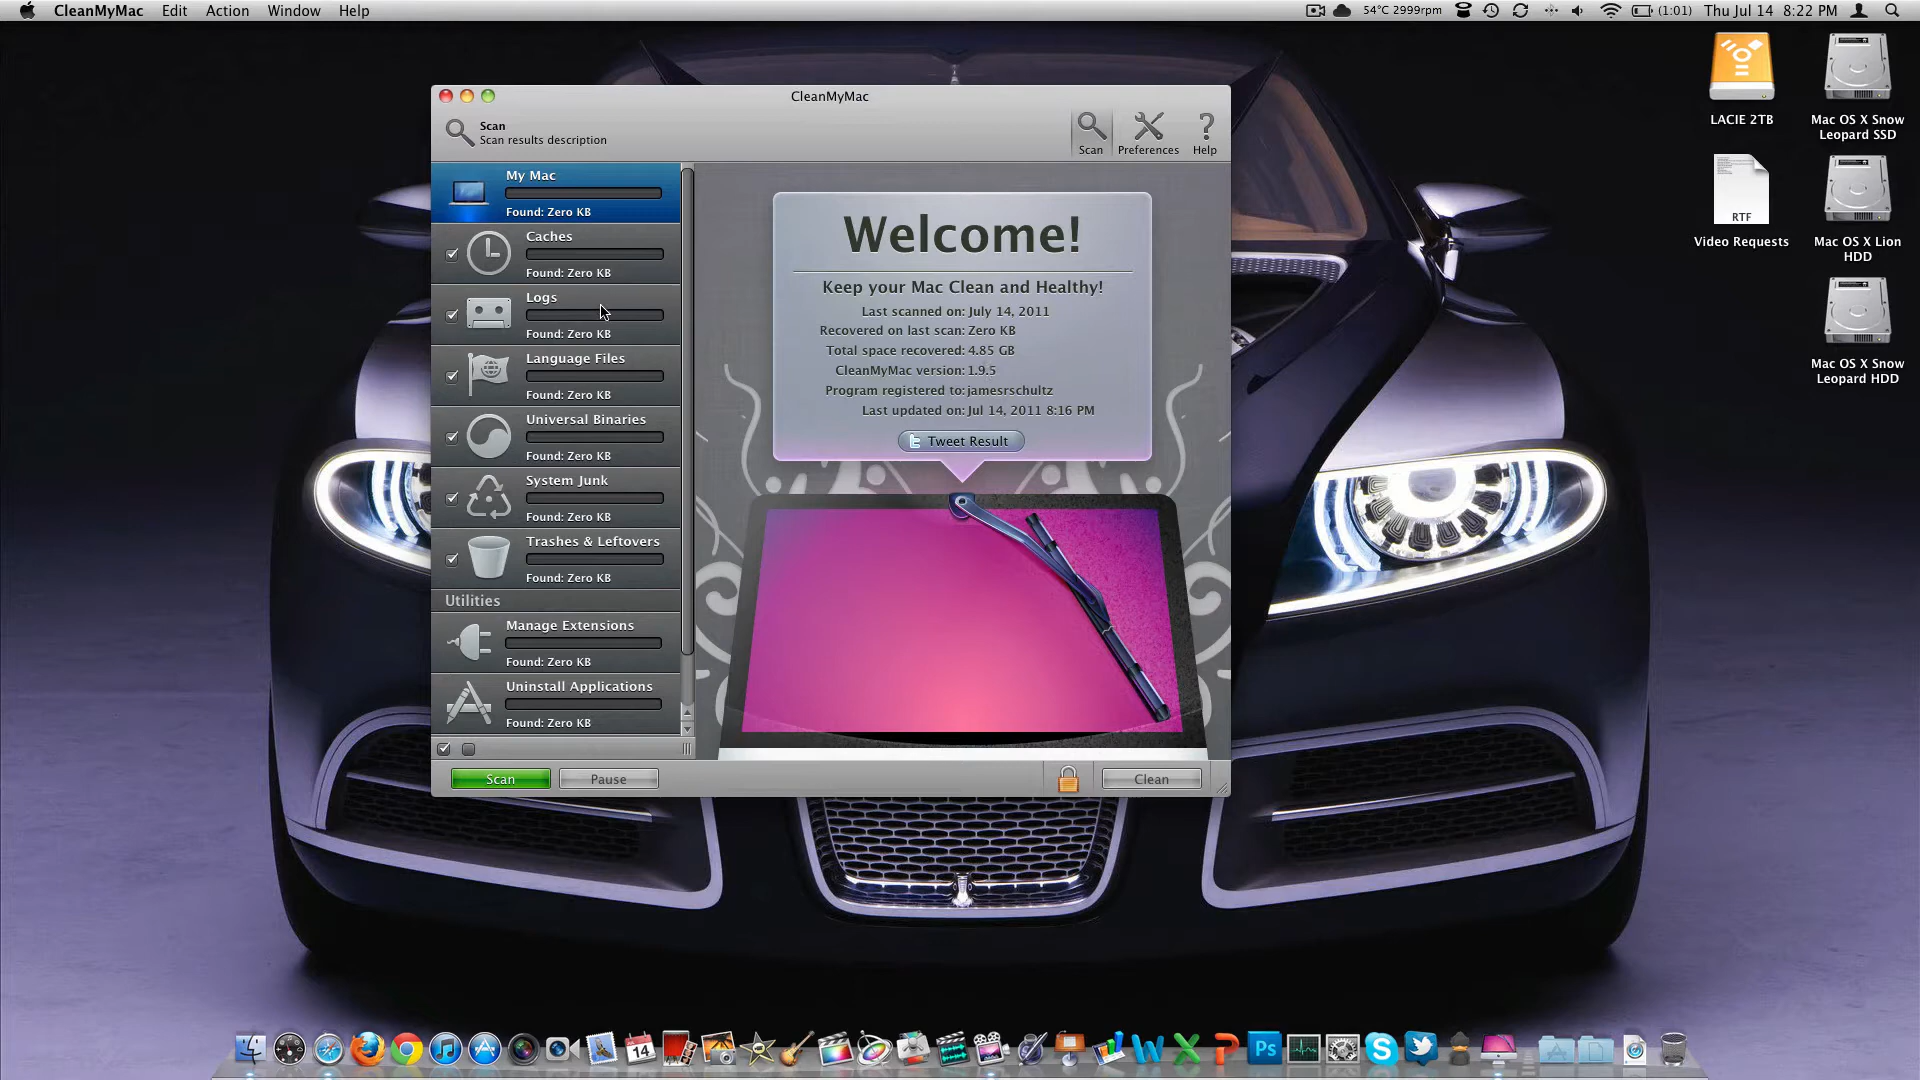 CleanMyMac Edit Action Window Help
54°C 2999rpm (1:01) Thu Jul 14 8:22 PM
CleanMyMac
Scan
Scan results description
Scan Preferences Help
My Mac
Found: Zero KB
Caches
Found: Zero KB
Logs
Found: Zero KB
Language Files
Found: Zero KB
Universal Binaries
Found: Zero KB
System Junk
Found: Zero KB
Trashes & Leftovers
Found: Zero KB
Utilities
Manage Extensions
Found: Zero KB
Uninstall Applications
Found: Zero KB
Scan Pause Clean
Welcome!
Keep your Mac Clean and Healthy!
Last scanned on: July 14, 2011
Recovered on last scan: Zero KB
Total space recovered: 4.85 GB
CleanMyMac version: 1.9.5
Program registered to: jamesrschultz
Last updated on: Jul 14, 2011 8:16 PM
Tweet Result
LACIE 2TB
Mac OS X Snow
Leopard SSD
RTF
Video Requests
Mac OS X Lion
HDD
Mac OS X Snow
Leopard HDD
14
Ps